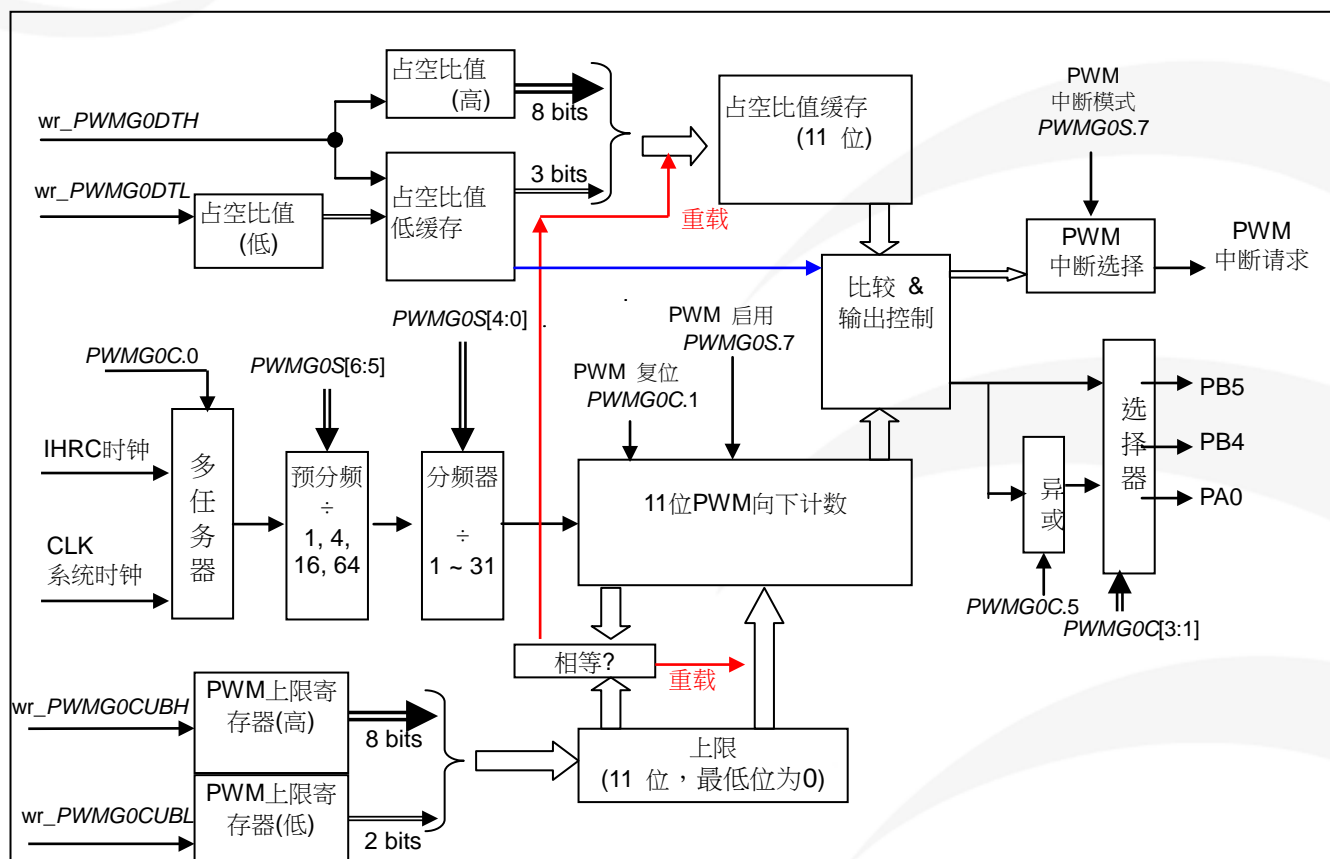 wr_PWMG0DTH
wr_PWMG0DTL
占空比值
(高)
8 bits
占空比值
(低)
占空比值
低缓存
3 bits
重载
占空比值缓存
(11 位)
PWM
中断模式
PWMG0S.7
PWM
中断选择
PWM
中断请求
比较 &
输出控制
PWMG0C.0
PWMG0S[6:5]
PWMG0S[4:0]
PWM 启用
PWMG0S.7
PWM 复位
PWMG0C.1
IHRC时钟
CLK
系统时钟
多任务器
预分频
÷
1, 4,
16, 64
分频器
÷
1 ~ 31
11位PWM向下计数
异或
选择器
PB5
PB4
PA0
PWMG0C.5
PWMG0C[3:1]
相等?
重载
wr_PWMG0CUBH
PWM上限寄
存器(高)
8 bits
wr_PWMG0CUBL
PWM上限寄
存器(低)
2 bits
上限
(11 位，最低位为0)